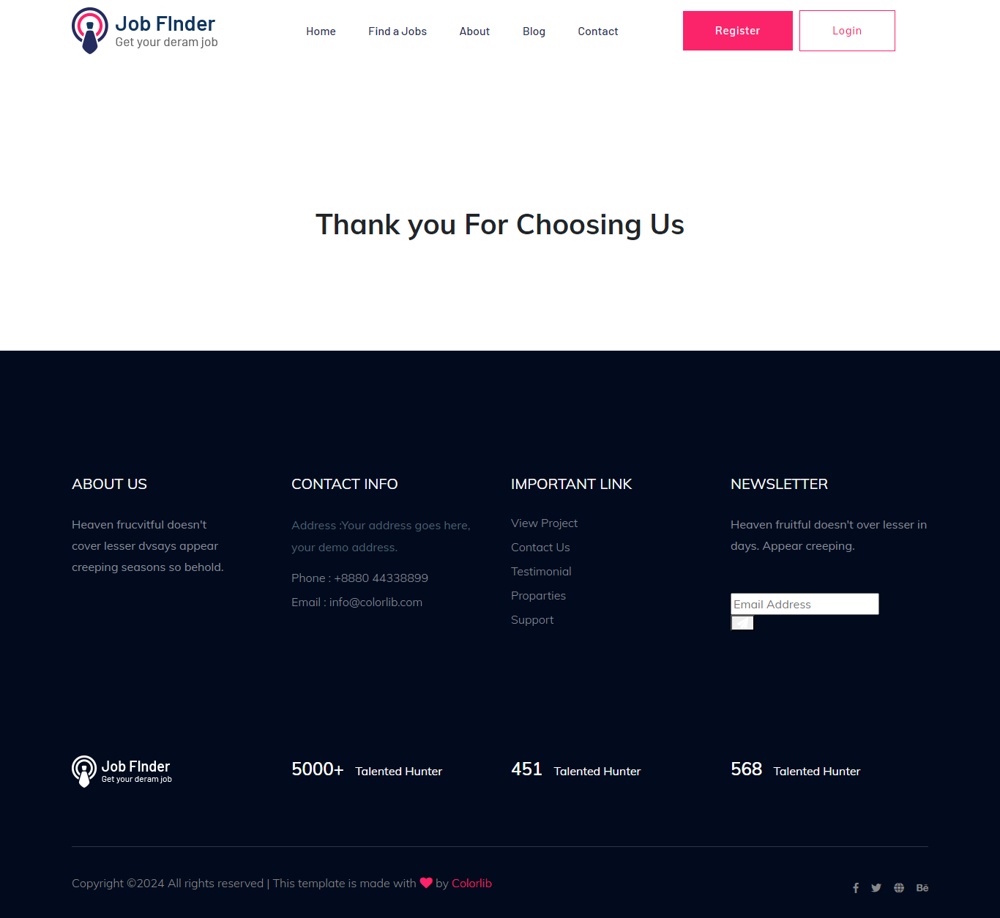 Job FInder
Get your deram job
Home Find a Jobs About Blog Contact Register Login
Thank you For Choosing Us
ABOUT US
Heaven frucvitful doesn't
cover lesser dvsays appear
creeping seasons so behold.
CONTACT INFO
Address :Your address goes here,
your demo address.
Phone : +8880 44338899
Email : info@colorlib.com
IMPORTANT LINK
View Project
Contact Us
Testimonial
Proparties
Support
NEWSLETTER
Heaven fruitful doesn't over lesser in
days. Appear creeping.
Email Address
Job FInder
Get your deram job
5000+ Talented Hunter
451 Talented Hunter
568 Talented Hunter
Copyright ©2024 All rights reserved | This template is made with by Colorlib
Bē